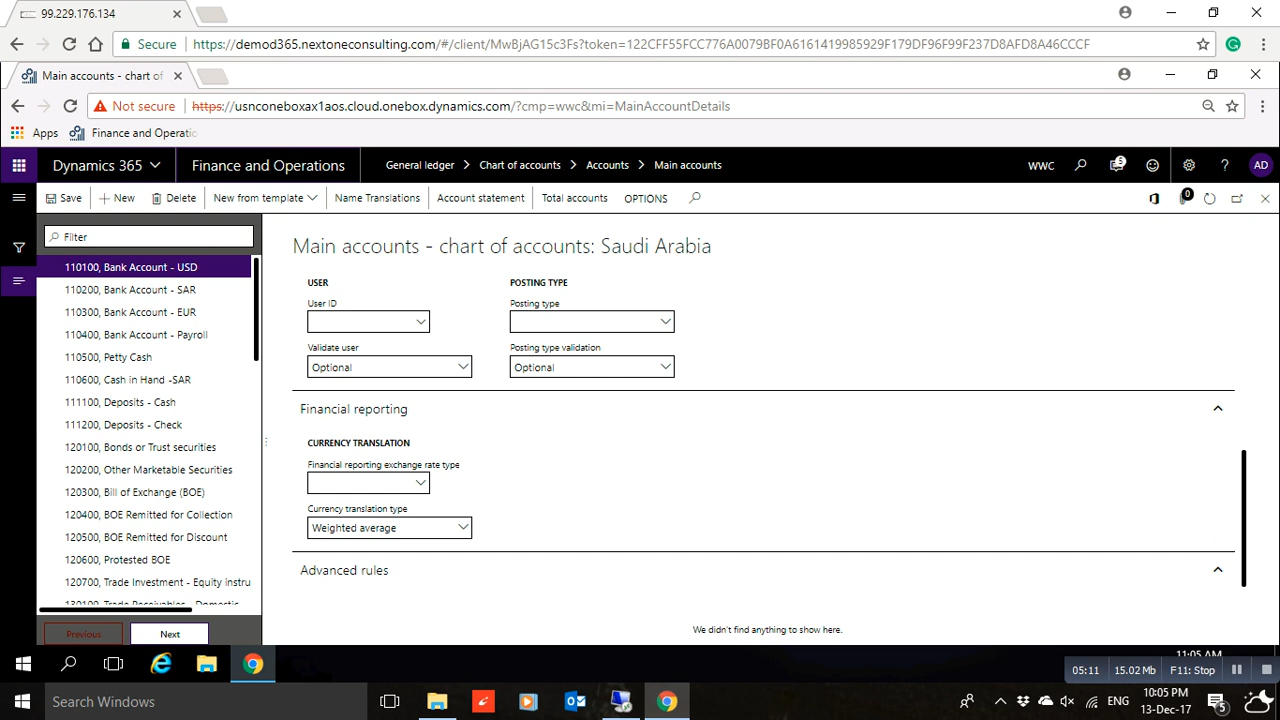 99.229.176.134
Secure https://demod365.nextoneconsulting.com/#/client/MwBjAG15c3Fs?token=122CFF55FCC776A0079BF0A6161419985929F179DF96F99F237D8AFD8A46CCCF
Main accounts - chart of
Not secure https://usnconeboxax1aos.cloud.onebox.dynamics.com/?cmp=wwc&mi=MainAccountDetails
Apps Finance and Operatio
Dynamics 365 Finance and Operations General ledger Chart of accounts Accounts Main accounts WWC 5 ? AD
Save + New Delete New from template Name Translations Account statement Total accounts OPTIONS 0
Filter
Main accounts - chart of accounts: Saudi Arabia
110100, Bank Account - USD
110200, Bank Account - SAR
110300, Bank Account - EUR
110400, Bank Account - Payroll
110500, Petty Cash
110600, Cash in Hand -SAR
111100, Deposits - Cash
111200, Deposits - Check
120100, Bonds or Trust securities
120200, Other Marketable Securities
120300, Bill of Exchange (BOE)
120400, BOE Remitted for Collection
120500, BOE Remitted for Discount
120600, Protested BOE
120700, Trade Investment - Equity instru
130100, Trade Receivables - Domestic
Previous Next
USER POSTING TYPE
User ID Posting type
Validate user Posting type validation
Optional Optional
Financial reporting
CURRENCY TRANSLATION
Financial reporting exchange rate type
Currency translation type
Weighted average
Advanced rules
We didn't find anything to show here.
11:05 AM
05:11 15.02 Mb F11: Stop
Search Windows ENG 10:05 PM
13-Dec-17 5